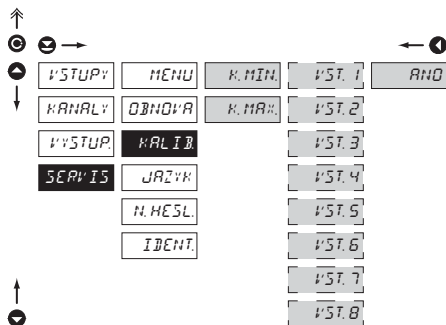 VSTUPY MENU K. MIN. VST. 1 ANO
KANALY OBNOVA K. MAX. VST. 2
VYSTUP. KALIB. VST. 3
SERVIS JAZYK VST. 4
N. HESL. VST. 5
IDENT. VST. 6
VST. 7
VST. 8